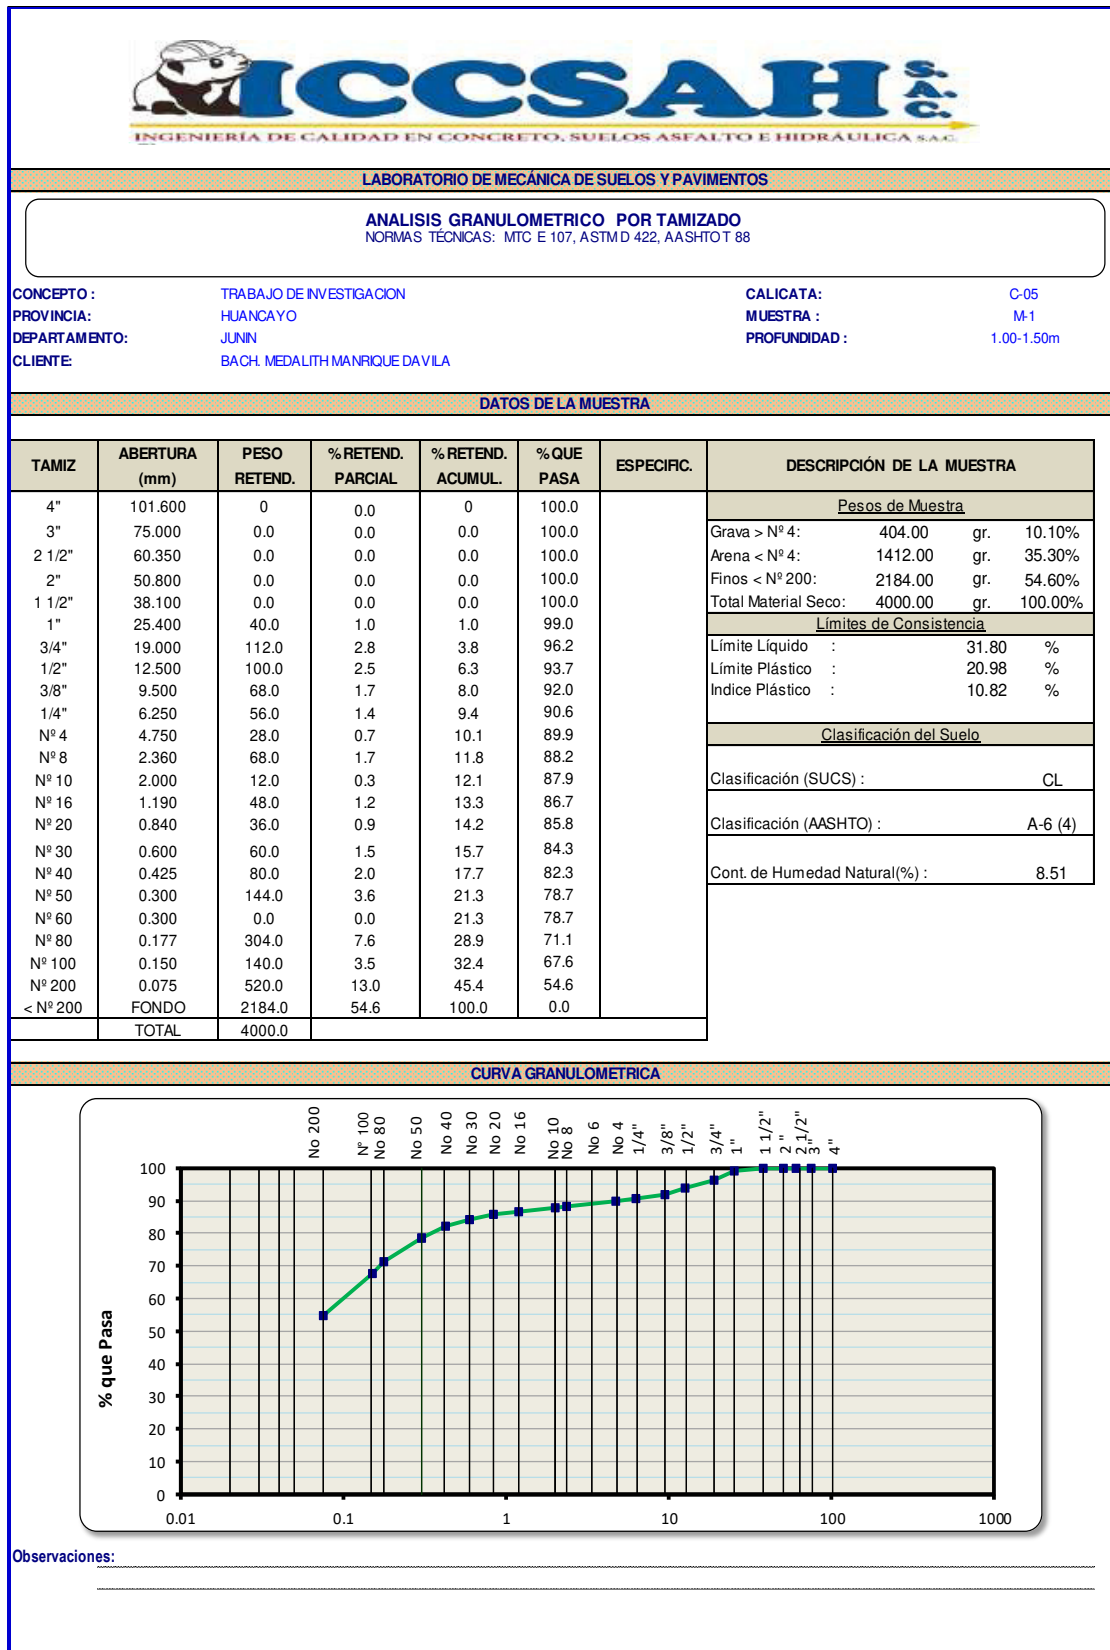 ICCSAH S.A.C.
INGENIERÍA DE CALIDAD EN CONCRETO, SUELOS ASFALTO E HIDRÁULICA S.A.C.
LABORATORIO DE MECÁNICA DE SUELOS Y PAVIMENTOS
ANALISIS GRANULOMETRICO POR TAMIZADO
NORMAS TÉCNICAS: MTC E 107, ASTM D 422, AASHTO T 88
CONCEPTO : TRABAJO DE INVESTIGACION CALICATA: C-05
PROVINCIA: HUANCAYO MUESTRA : M-1
DEPARTAMENTO: JUNIN PROFUNDIDAD : 1.00-1.50m
CLIENTE: BACH. MEDALITH MANRIQUE DAVILA
DATOS DE LA MUESTRA
TAMIZ ABERTURA (mm) PESO RETEND. % RETEND. PARCIAL % RETEND. ACUMUL. % QUE PASA ESPECIFIC. DESCRIPCIÓN DE LA MUESTRA
4" 101.600 0 0.0 0 100.0 Pesos de Muestra
3" 75.000 0.0 0.0 0.0 100.0 Grava > Nº 4: 404.00 gr. 10.10%
2 1/2" 60.350 0.0 0.0 0.0 100.0 Arena < Nº 4: 1412.00 gr. 35.30%
2" 50.800 0.0 0.0 0.0 100.0 Finos < Nº 200: 2184.00 gr. 54.60%
1 1/2" 38.100 0.0 0.0 0.0 100.0 Total Material Seco: 4000.00 gr. 100.00%
1" 25.400 40.0 1.0 1.0 99.0 Límites de Consistencia
3/4" 19.000 112.0 2.8 3.8 96.2 Límite Líquido : 31.80 %
1/2" 12.500 100.0 2.5 6.3 93.7 Límite Plástico : 20.98 %
3/8" 9.500 68.0 1.7 8.0 92.0 Indice Plástico : 10.82 %
1/4" 6.250 56.0 1.4 9.4 90.6
Nº 4 4.750 28.0 0.7 10.1 89.9 Clasificación del Suelo
Nº 8 2.360 68.0 1.7 11.8 88.2
Nº 10 2.000 12.0 0.3 12.1 87.9 Clasificación (SUCS) : CL
Nº 16 1.190 48.0 1.2 13.3 86.7
Nº 20 0.840 36.0 0.9 14.2 85.8 Clasificación (AASHTO) : A-6 (4)
Nº 30 0.600 60.0 1.5 15.7 84.3
Nº 40 0.425 80.0 2.0 17.7 82.3 Cont. de Humedad Natural(%) : 8.51
Nº 50 0.300 144.0 3.6 21.3 78.7
Nº 60 0.300 0.0 0.0 21.3 78.7
Nº 80 0.177 304.0 7.6 28.9 71.1
Nº 100 0.150 140.0 3.5 32.4 67.6
Nº 200 0.075 520.0 13.0 45.4 54.6
< Nº 200 FONDO 2184.0 54.6 100.0 0.0
TOTAL 4000.0
CURVA GRANULOMETRICA
No 200 Nº 100 No 80 No 50 No 40 No 30 No 20 No 16 No 10 No 8 No 6 No 4 1/4" 3/8" 1/2" 3/4" 1" 1 1/2" 2" 2 1/2" 3" 4"
% que Pasa
100
90
80
70
60
50
40
30
20
10
0
0.01 0.1 1 10 100 1000
Observaciones: